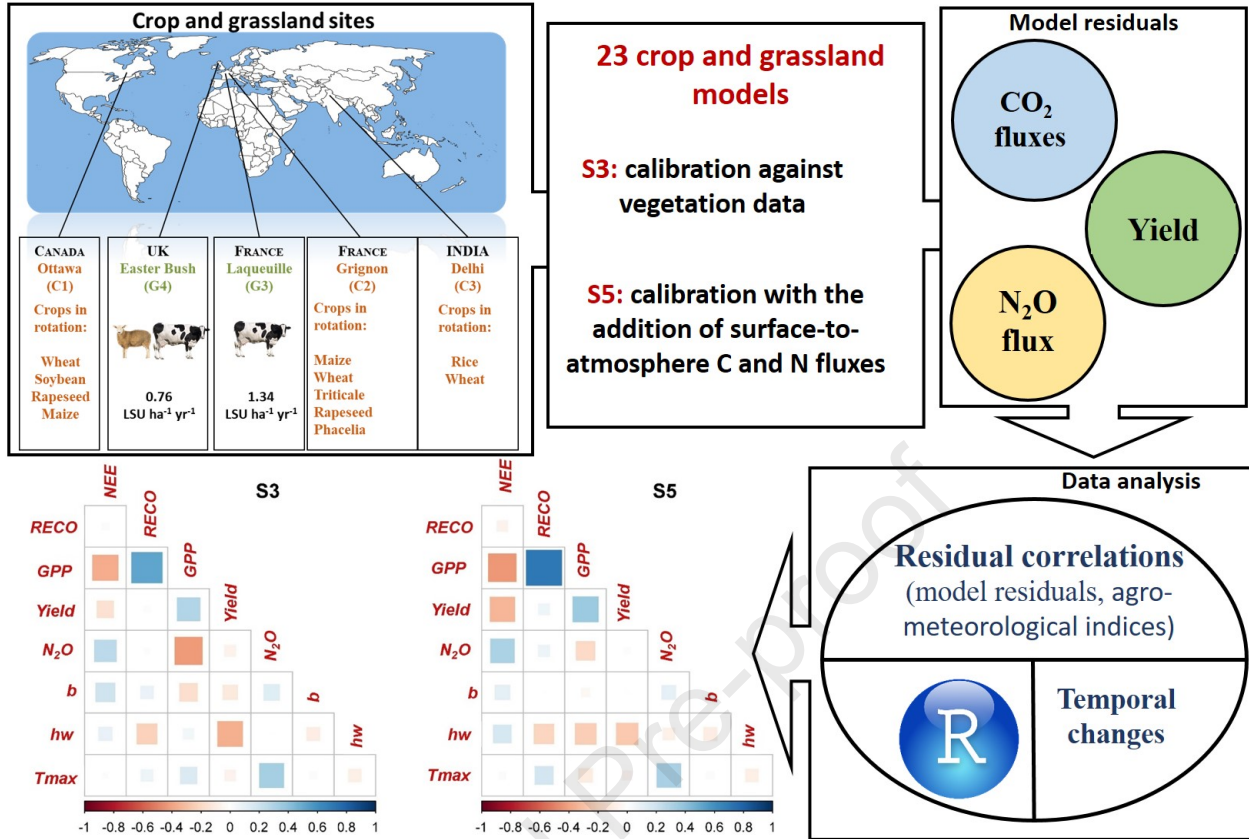 Crop and grassland sites
CANADA
Ottawa
(C1)
Crops in
rotation:
Wheat
Soybean
Rapeseed
Maize
UK
Easter Bush
(G4)
0.76
LSU ha⁻¹ yr⁻¹
FRANCE
Laqueuille
(G3)
1.34
LSU ha⁻¹ yr⁻¹
FRANCE
Grignon
(C2)
Crops in
rotation:
Maize
Wheat
Triticale
Rapeseed
Phacelia
INDIA
Delhi
(C3)
Crops in
rotation:
Rice
Wheat
23 crop and grassland
models
S3: calibration against
vegetation data
S5: calibration with the
addition of surface-to-
atmosphere C and N fluxes
Model residuals
CO₂
fluxes
Yield
N₂O
flux
Data analysis
Residual correlations
(model residuals, agro-
meteorological indices)
R
Temporal
changes
S3
NEE
RECO
GPP
Yield
N₂O
b
hw
RECO
GPP
Yield
N₂O
b
hw
Tmax
-1 -0.8 -0.6 -0.4 -0.2 0 0.2 0.4 0.6 0.8 1
S5
NEE
RECO
GPP
Yield
N₂O
b
hw
RECO
GPP
Yield
N₂O
b
hw
Tmax
-1 -0.8 -0.6 -0.4 -0.2 0 0.2 0.4 0.6 0.8 1
Pre-proof